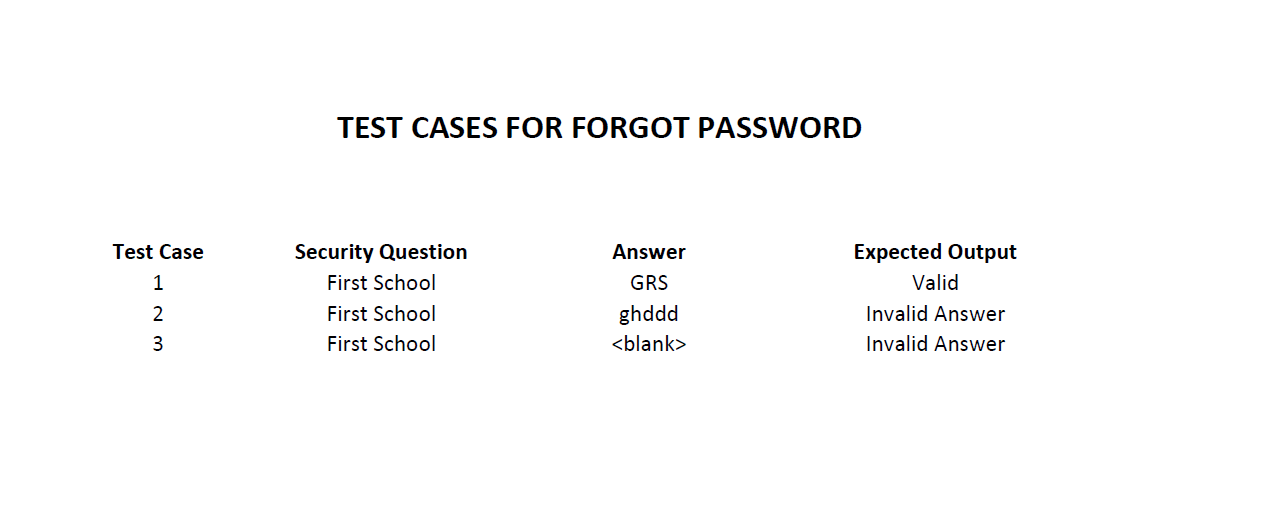 TEST CASES FOR FORGOT PASSWORD
Test Case Security Question Answer Expected Output
1 First School GRS Valid
2 First School ghddd Invalid Answer
3 First School <blank> Invalid Answer